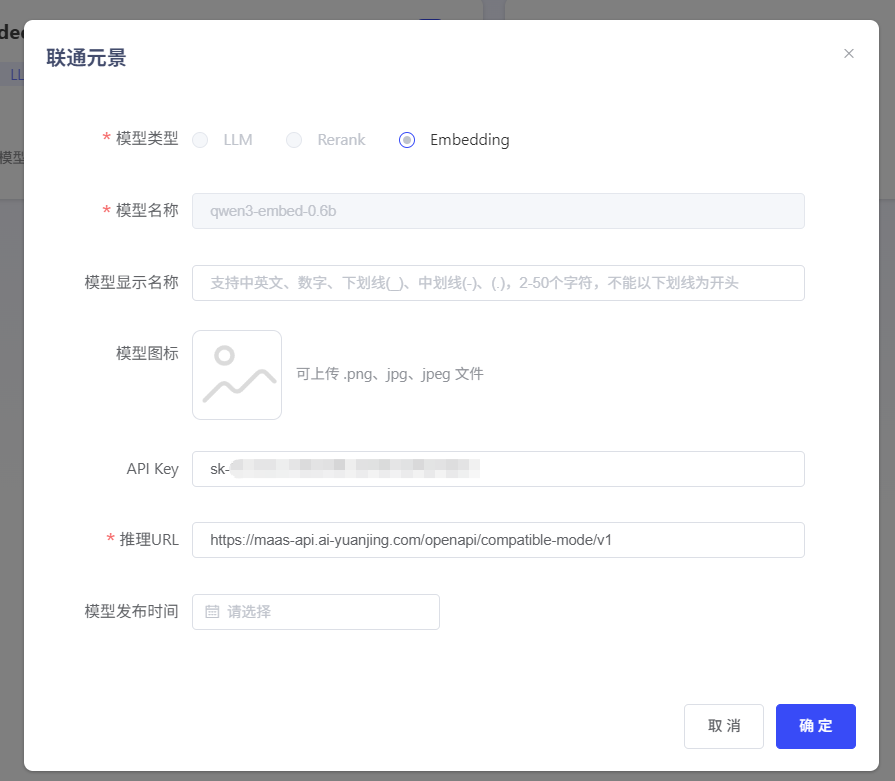 联通元景
* 模型类型 LLM Rerank Embedding
* 模型名称 qwen3-embed-0.6b
模型显示名称 支持中英文、数字、下划线(_)、中划线(-)、(.)，2-50个字符，不能以下划线为开头
模型图标 可上传 .png、jpg、jpeg 文件
API Key sk-
* 推理URL https://maas-api.ai-yuanjing.com/openapi/compatible-mode/v1
模型发布时间 请选择
取 消 确 定